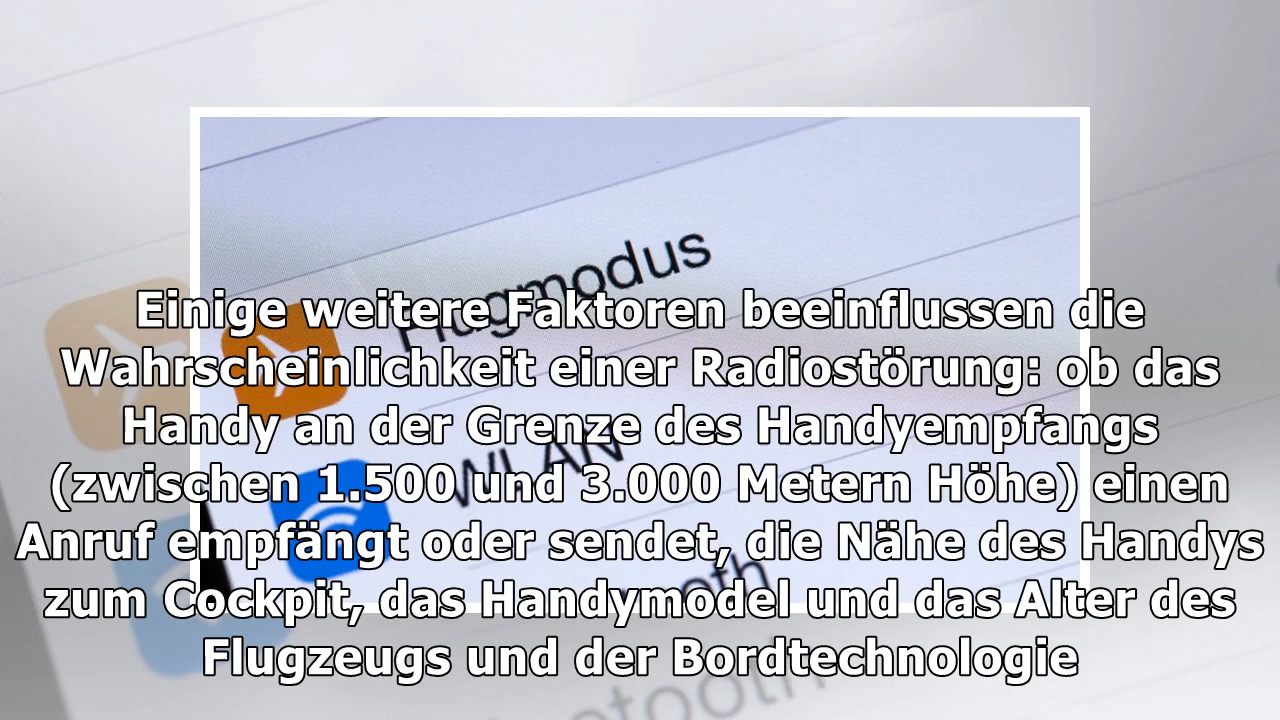 Flugmodus
Einige weitere Faktoren beeinflussen die
Wahrscheinlichkeit einer Radiostörung: ob das
Handy an der Grenze des Handyempfangs
(zwischen 1.500 und 3.000 Metern Höhe) einen
Anruf empfängt oder sendet, die Nähe des Handys
zum Cockpit, das Handymodel und das Alter des
Flugzeugs und der Bordtechnologie
WLAN